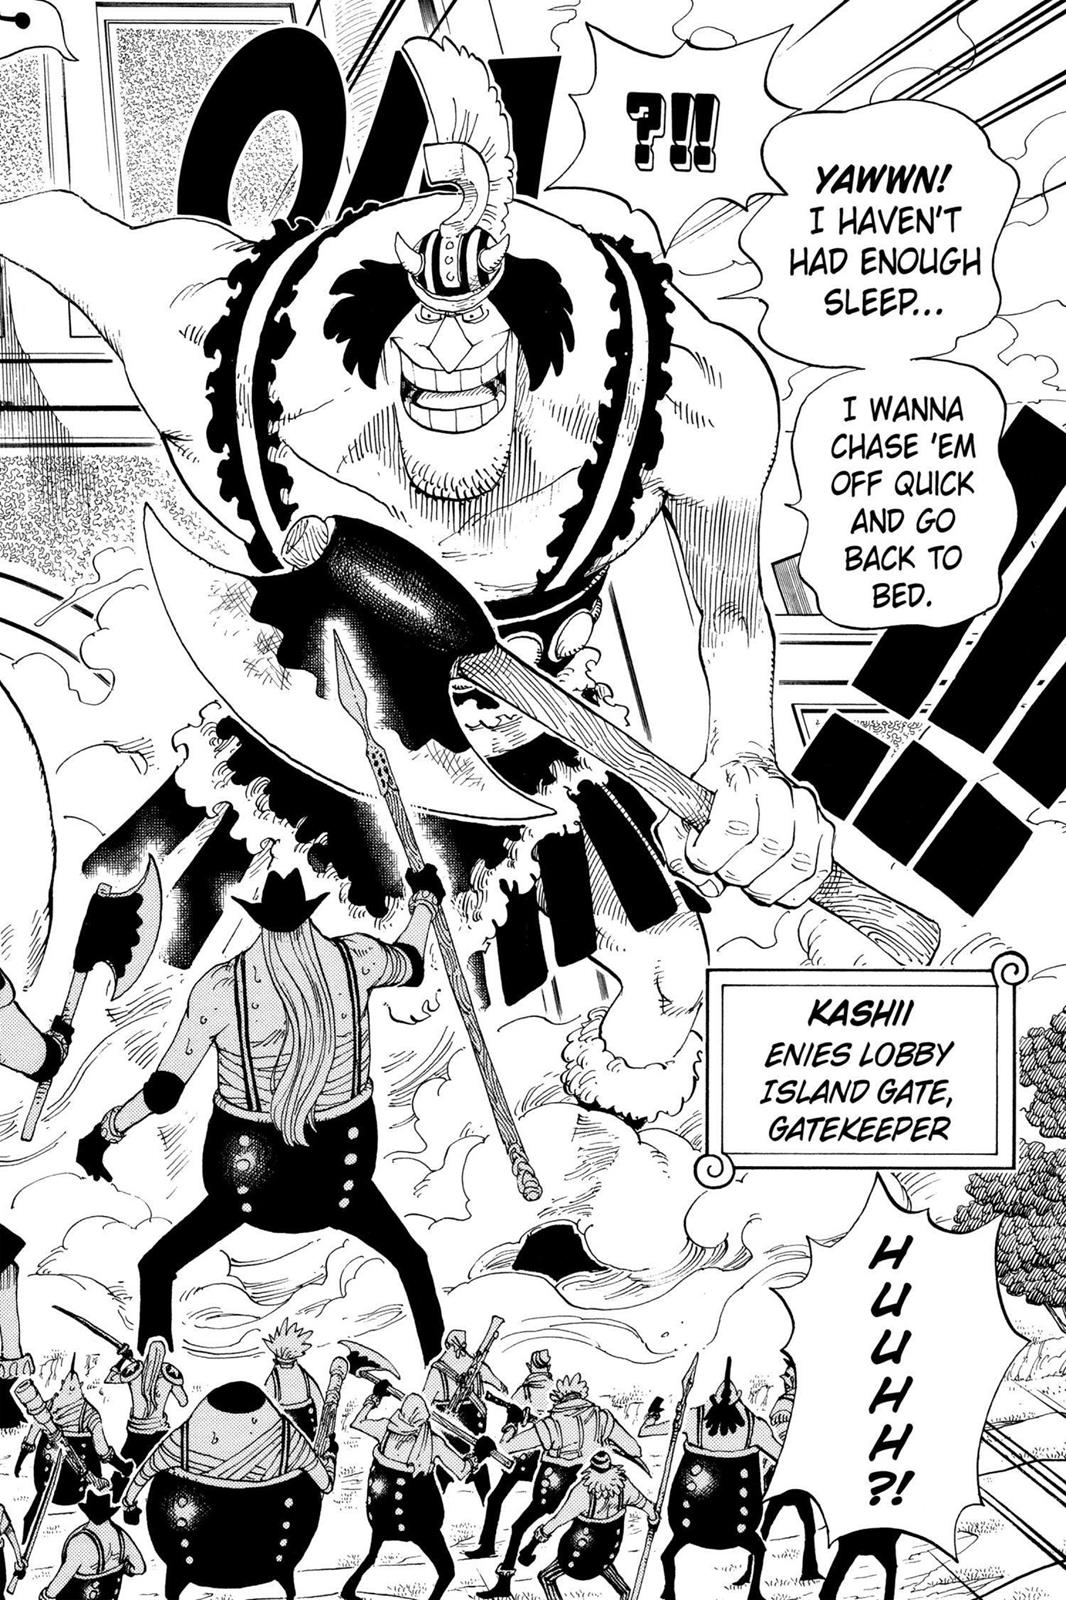 ?!!
YAWWN!
I HAVEN'T
HAD ENOUGH
SLEEP...
I WANNA
CHASE 'EM
OFF QUICK
AND GO
BACK TO
BED.
KASHII
ENIES LOBBY
ISLAND GATE,
GATEKEEPER
HUUHH?!